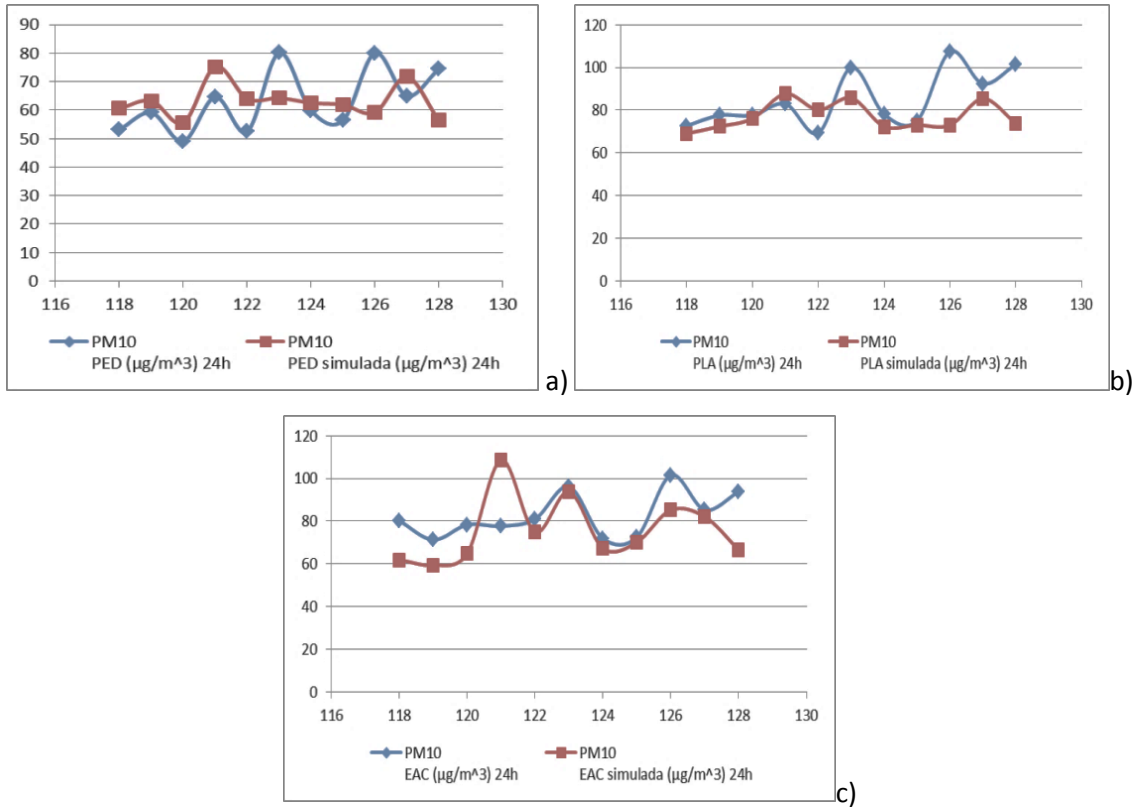 90
80
70
60
50
40
30
20
10
0
116 118 120 122 124 126 128 130
PM10 PM10
PED (µg/m^3) 24h PED simulada (µg/m^3) 24h
a)
120
100
80
60
40
20
0
116 118 120 122 124 126 128 130
PM10 PM10
PLA (µg/m^3) 24h PLA simulada (µg/m^3) 24h
b)
120
100
80
60
40
20
0
116 118 120 122 124 126 128 130
PM10 PM10
EAC (µg/m^3) 24h EAC simulada (µg/m^3) 24h
c)